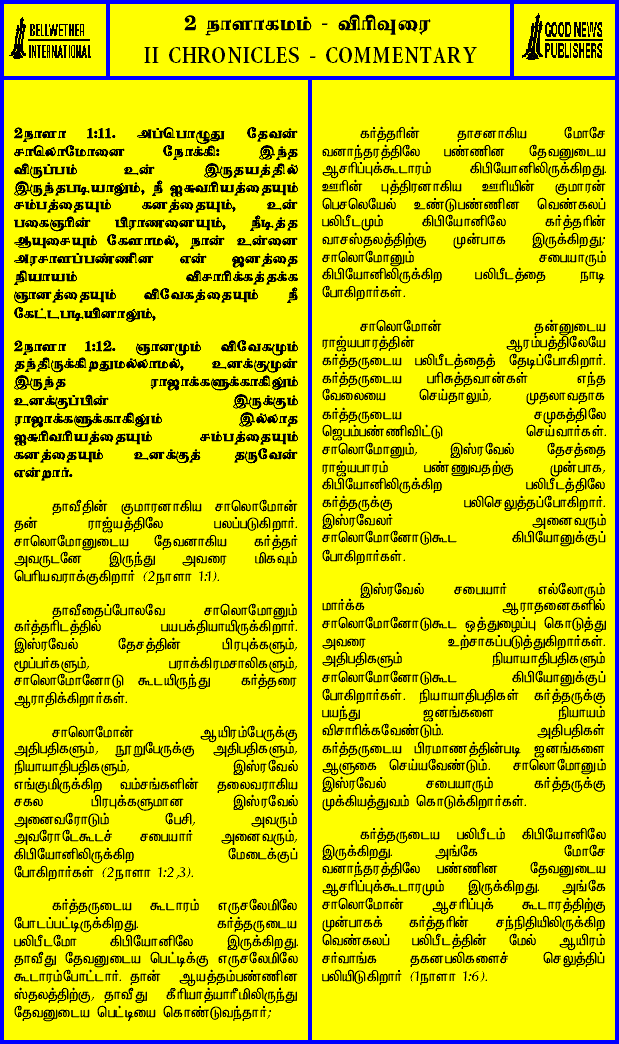 BELLWETHER
INTERNATIONAL
2 நாளாகமம் - விரிவுரை
II CHRONICLES - COMMENTARY
GOOD NEWS
PUBLISHERS
2நாளா 1:11. அப்பொழுது தேவன்
சாலொமோனை நோக்கி: இந்த
விருப்பம் உன் இருதயத்தில்
இருந்தபடியாலும், நீ ஐசுவரியத்தையும்
சம்பத்தையும் கனத்தையும், உன்
பகைஞரின் பிராணனையும், நீடித்த
ஆயுசையும் கேளாமல், நான் உன்னை
அரசாளப்பண்ணின என் ஜனத்தை
நியாயம் விசாரிக்கத்தக்க
ஞானத்தையும் விவேகத்தையும் நீ
கேட்டபடியினாலும்,
2நாளா 1:12. ஞானமும் விவேகமும்
தந்திருக்கிறதுமல்லாமல், உனக்குமுன்
இருந்த ராஜாக்களுக்காகிலும்
உனக்குப்பின் இருக்கும்
ராஜாக்களுக்காகிலும் இல்லாத
ஐசுரிவரியத்தையும் சம்பத்தையும்
கனத்தையும் உனக்குத் தருவேன்
என்றார்.
தாவீதின் குமாரனாகிய சாலொமோன்
தன் ராஜ்யத்திலே பலப்படுகிறார்.
சாலொமோனுடைய தேவனாகிய கர்த்தர்
அவருடனே இருந்து அவரை மிகவும்
பெரியவராக்குகிறார் (2நாளா 1:1).
தாவீதைப்போலவே சாலொமோனும்
கர்த்தரிடத்தில் பயபக்தியாயிருக்கிறார்.
இஸ்ரவேல் தேசத்தின் பிரபுக்களும்,
மூப்பர்களும், பராக்கிரமசாலிகளும்,
சாலொமோனோடு கூடயிருந்து கர்த்தரை
ஆராதிக்கிறார்கள்.
சாலொமோன் ஆயிரம்பேருக்கு
அதிபதிகளும், நூறுபேருக்கு அதிபதிகளும்,
நியாயாதிபதிகளும், இஸ்ரவேல்
எங்குமிருக்கிற வம்சங்களின் தலைவராகிய
சகல பிரபுக்களுமான இஸ்ரவேல்
அனைவரோடும் பேசி, அவரும்
அவரோடேகூடச் சபையார் அனைவரும்,
கிபியோனிலிருக்கிற மேடைக்குப்
போகிறார்கள் (2நாளா 1:2,3).
கர்த்தருடைய கூடாரம் எருசலேமிலே
போடப்பட்டிருக்கிறது. கர்த்தருடைய
பலிபீடமோ கிபியோனிலே இருக்கிறது.
தாவீது தேவனுடைய பெட்டிக்கு எருசலேமிலே
கூடாரம்போட்டார். தான் ஆயத்தம்பண்ணின
ஸ்தலத்திற்கு, தாவீது கீரியாத்யாரீமிலிருந்து
தேவனுடைய பெட்டியை கொண்டுவந்தார்;
கர்த்தரின் தாசனாகிய மோசே
வனாந்தரத்திலே பண்ணின தேவனுடைய
ஆசரிப்புக்கூடாரம் கிபியோனிலிருக்கிறது.
ஊரின் புத்திரனாகிய ஊரியின் குமாரன்
பெசலெயேல் உண்டுபண்ணின வெண்கலப்
பலிபீடமும் கிபியோனிலே கர்த்தரின்
வாசஸ்தலத்திற்கு முன்பாக இருக்கிறது;
சாலொமோனும் சபையாரும்
கிபியோனிலிருக்கிற பலிபீடத்தை நாடி
போகிறார்கள்.
சாலொமோன் தன்னுடைய
ராஜ்யபாரத்தின் ஆரம்பத்திலேயே
கர்த்தருடைய பலிபீடத்தைத் தேடிப்போகிறார்.
கர்த்தருடைய பரிசுத்தவான்கள் எந்த
வேலையை செய்தாலும், முதலாவதாக
கர்த்தருடைய சமுகத்திலே
ஜெபம்பண்ணிவிட்டு செய்வார்கள்.
சாலொமோனும், இஸ்ரவேல் தேசத்தை
ராஜ்யபாரம் பண்ணுவதற்கு முன்பாக,
கிபியோனிலிருக்கிற பலிபீடத்திலே
கர்த்தருக்கு பலிசெலுத்தப்போகிறார்.
இஸ்ரவேலர் அனைவரும்
சாலொமோனோடுகூட கிபியோனுக்குப்
போகிறார்கள்.
இஸ்ரவேல் சபையார் எல்லோரும்
மார்க்க ஆராதனைகளில்
சாலொமோனோடுகூட ஒத்துழைப்பு கொடுத்து
அவரை உற்சாகப்படுத்துகிறார்கள்.
அதிபதிகளும் நியாயாதிபதிகளும்
சாலொமோனோடுகூட கிபியோனுக்குப்
போகிறார்கள். நியாயாதிபதிகள் கர்த்தருக்கு
பயந்து ஜனங்களை நியாயம்
விசாரிக்கவேண்டும். அதிபதிகள்
கர்த்தருடைய பிரமாணத்தின்படி ஜனங்களை
ஆளுகை செய்யவேண்டும். சாலொமோனும்
இஸ்ரவேல் சபையாரும் கர்த்தருக்கு
முக்கியத்துவம் கொடுக்கிறார்கள்.
கர்த்தருடைய பலிபீடம் கிபியோனிலே
இருக்கிறது. அங்கே மோசே
வனாந்தரத்திலே பண்ணின தேவனுடைய
ஆசரிப்புக்கூடாரமும் இருக்கிறது. அங்கே
சாலொமோன் ஆசரிப்புக் கூடாரத்திற்கு
முன்பாகக் கர்த்தரின் சந்நிதியிலிருக்கிற
வெண்கலப் பலிபீடத்தின் மேல் ஆயிரம்
சர்வாங்க தகனபலிகளைச் செலுத்திப்
பலியிடுகிறார் (1நாளா 1:6).